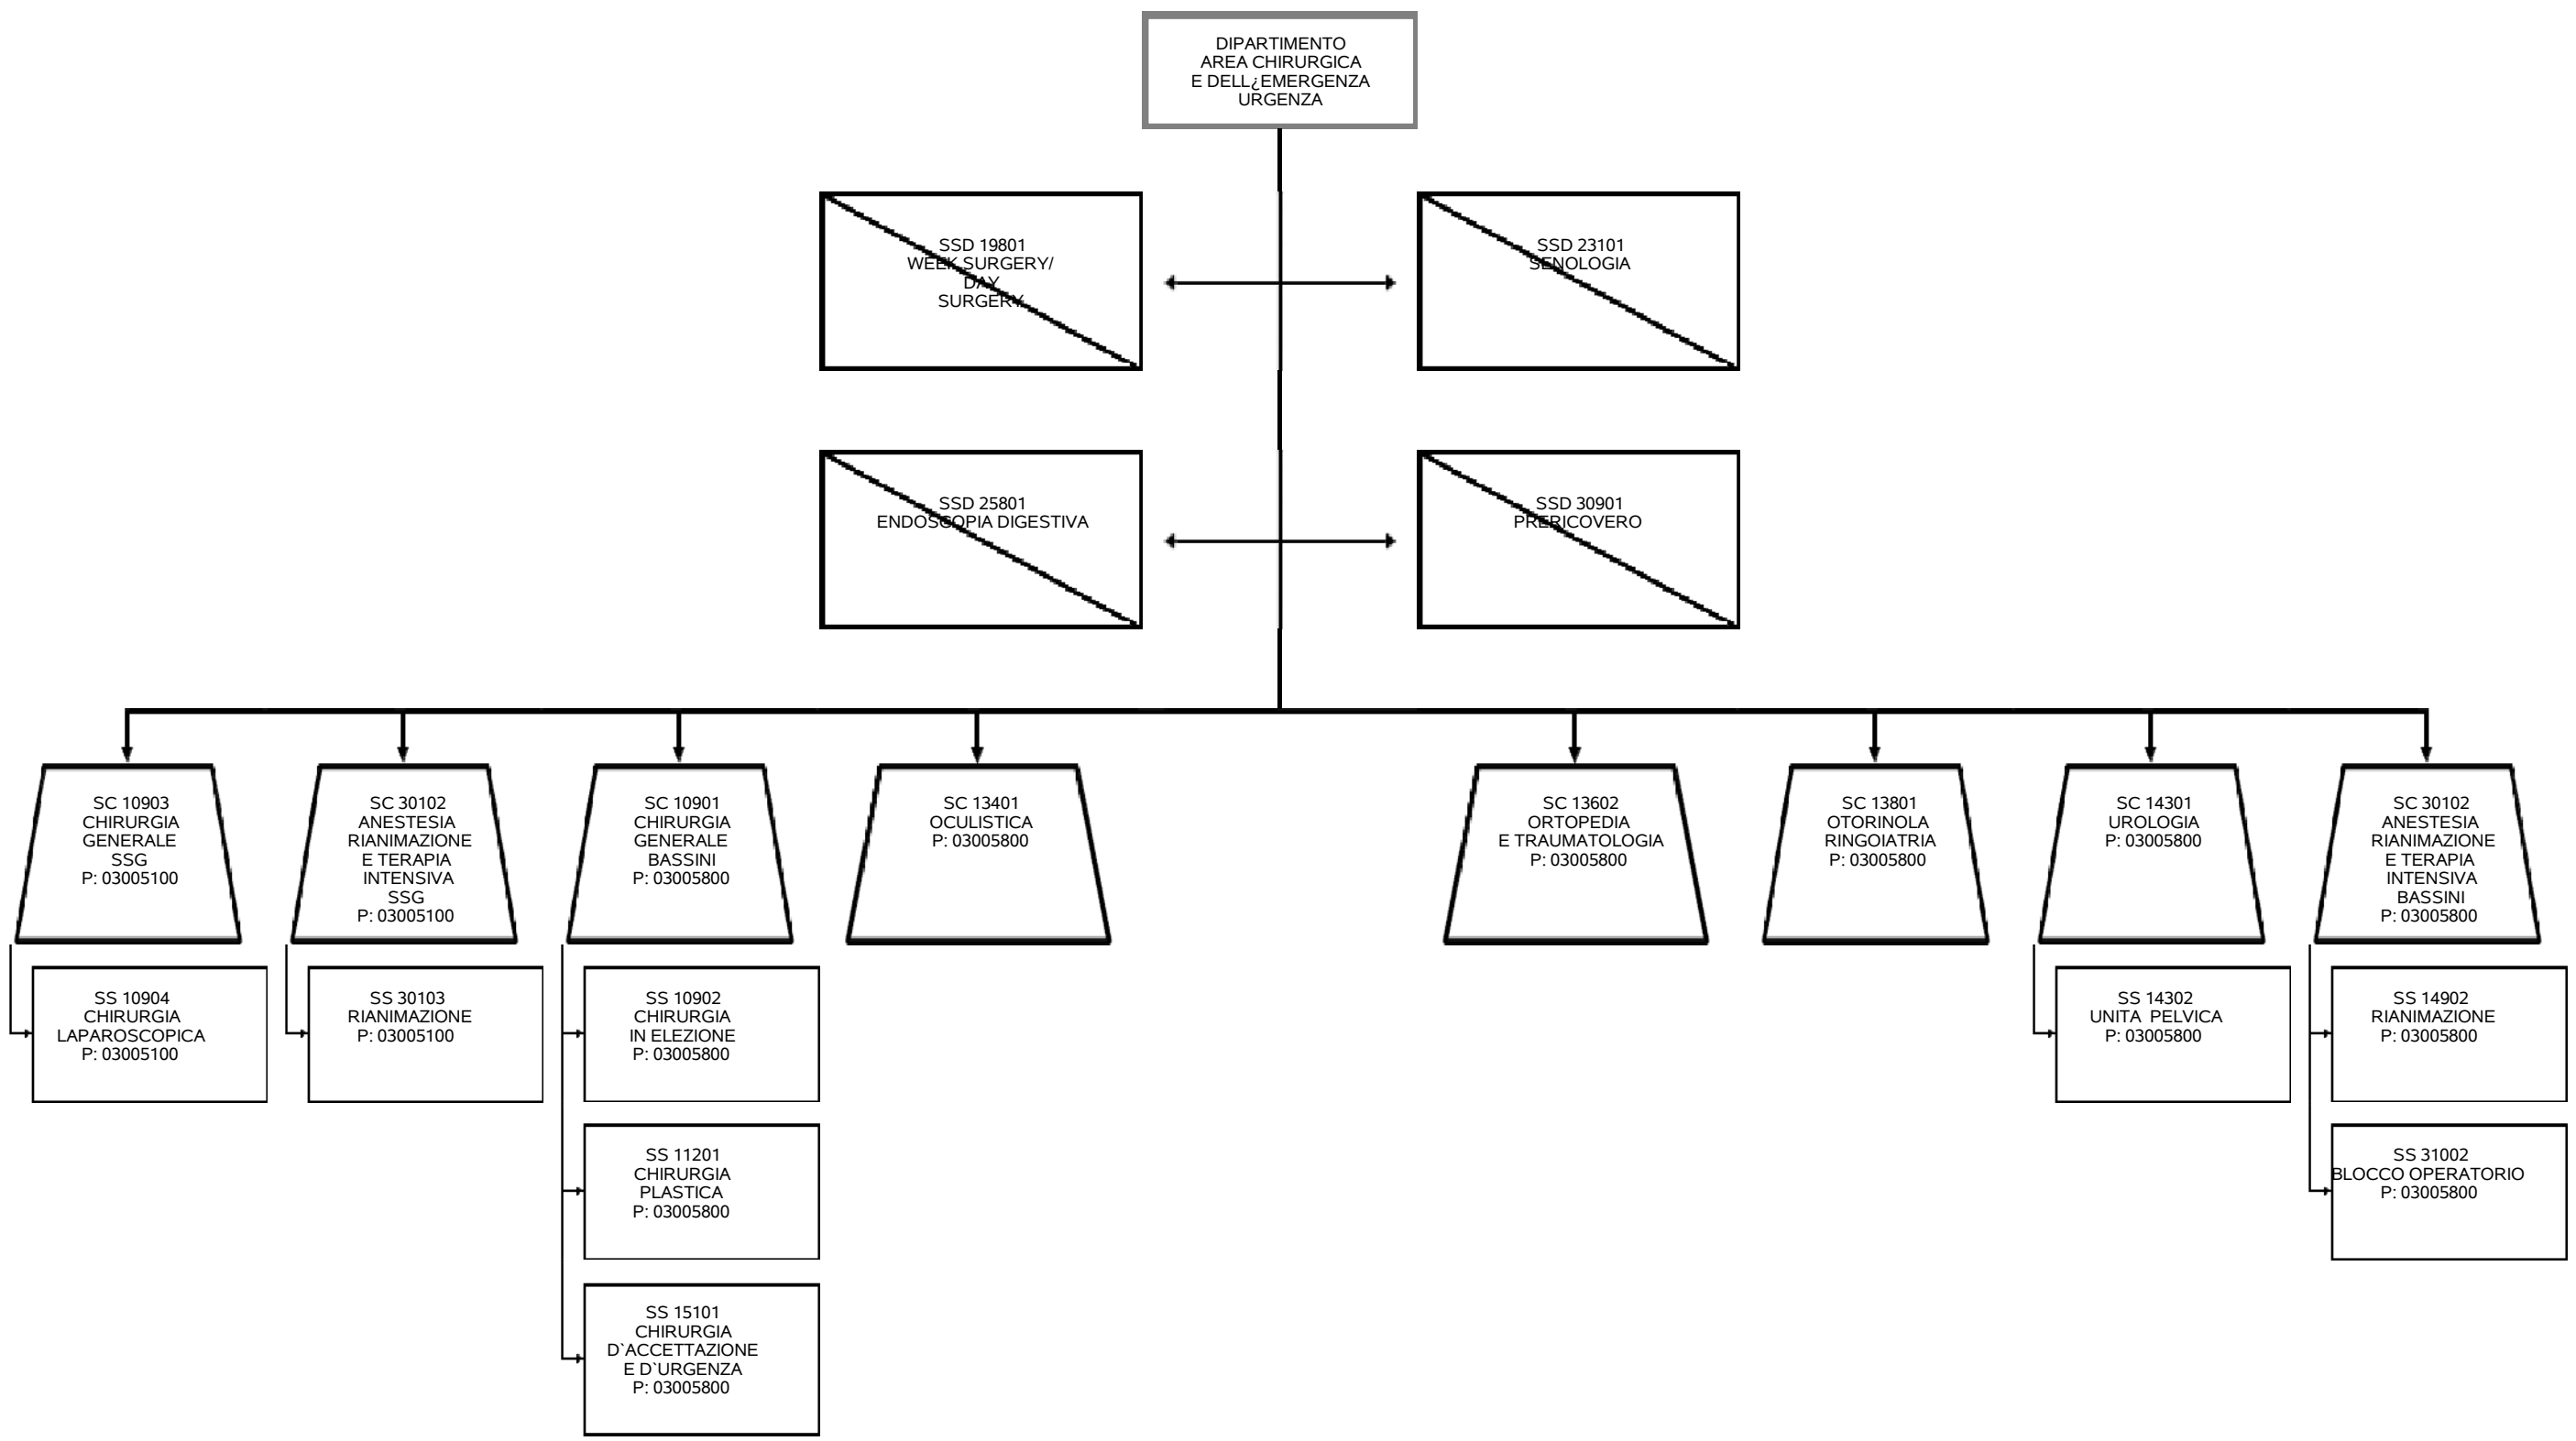 DIPARTIMENTO
AREA CHIRURGICA
E DELL¿EMERGENZA
URGENZA
SSD 19801
WEEK SURGERY/
DAY
SURGERY
SSD 23101
SENOLOGIA
SSD 25801
ENDOSCOPIA DIGESTIVA
SSD 30901
PRERICOVERO
SC 10903
CHIRURGIA
GENERALE
SSG
P: 03005100
SC 30102
ANESTESIA
RIANIMAZIONE
E TERAPIA
INTENSIVA
SSG
P: 03005100
SC 10901
CHIRURGIA
GENERALE
BASSINI
P: 03005800
SC 13401
OCULISTICA
P: 03005800
SC 13602
ORTOPEDIA
E TRAUMATOLOGIA
P: 03005800
SC 13801
OTORINOLA
RINGOIATRIA
P: 03005800
SC 14301
UROLOGIA
P: 03005800
SC 30102
ANESTESIA
RIANIMAZIONE
E TERAPIA
INTENSIVA
BASSINI
P: 03005800
SS 10904
CHIRURGIA
LAPAROSCOPICA
P: 03005100
SS 30103
RIANIMAZIONE
P: 03005100
SS 10902
CHIRURGIA
IN ELEZIONE
P: 03005800
SS 14302
UNITA  PELVICA
P: 03005800
SS 14902
RIANIMAZIONE
P: 03005800
SS 11201
CHIRURGIA
PLASTICA
P: 03005800
SS 31002
BLOCCO OPERATORIO
P: 03005800
SS 15101
CHIRURGIA
D`ACCETTAZIONE
E D`URGENZA
P: 03005800